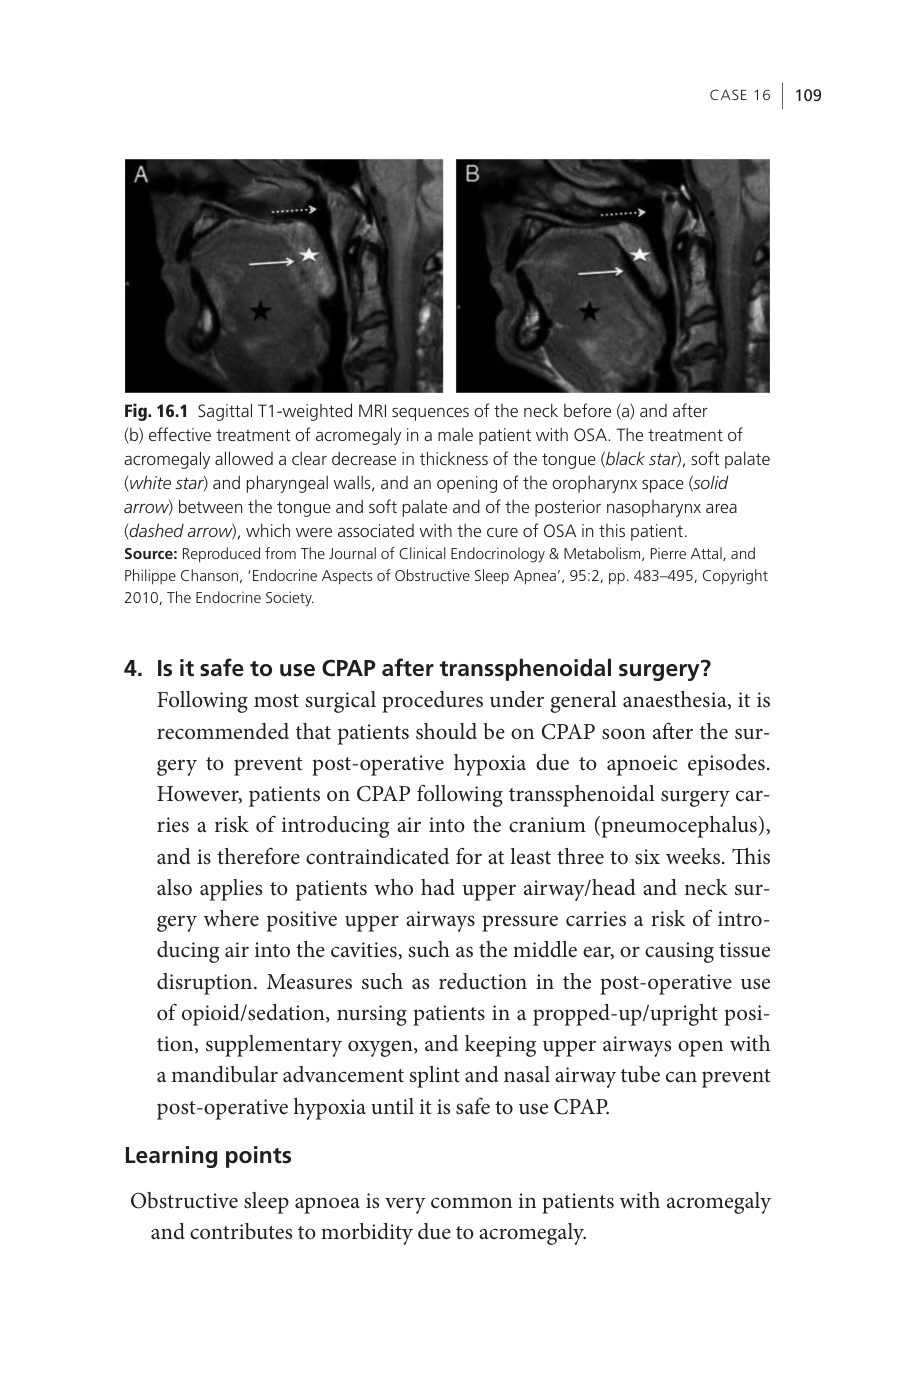 CASE 16 109
A B
Fig. 16.1 Sagittal T1-weighted MRI sequences of the neck before (a) and after
(b) effective treatment of acromegaly in a male patient with OSA. The treatment of
acromegaly allowed a clear decrease in thickness of the tongue (black star), soft palate
(white star) and pharyngeal walls, and an opening of the oropharynx space (solid
arrow) between the tongue and soft palate and of the posterior nasopharynx area
(dashed arrow), which were associated with the cure of OSA in this patient.
Source: Reproduced from The Journal of Clinical Endocrinology & Metabolism, Pierre Attal, and
Philippe Chanson, ‘Endocrine Aspects of Obstructive Sleep Apnea’, 95:2, pp. 483–495, Copyright
2010, The Endocrine Society.
4. Is it safe to use CPAP after transsphenoidal surgery?
Following most surgical procedures under general anaesthesia, it is
recommended that patients should be on CPAP soon after the sur-
gery to prevent post-operative hypoxia due to apnoeic episodes.
However, patients on CPAP following transsphenoidal surgery car-
ries a risk of introducing air into the cranium (pneumocephalus),
and is therefore contraindicated for at least three to six weeks. This
also applies to patients who had upper airway/head and neck sur-
gery where positive upper airways pressure carries a risk of intro-
ducing air into the cavities, such as the middle ear, or causing tissue
disruption. Measures such as reduction in the post-operative use
of opioid/sedation, nursing patients in a propped-up/upright posi-
tion, supplementary oxygen, and keeping upper airways open with
a mandibular advancement splint and nasal airway tube can prevent
post-operative hypoxia until it is safe to use CPAP.
Learning points
Obstructive sleep apnoea is very common in patients with acromegaly
and contributes to morbidity due to acromegaly.